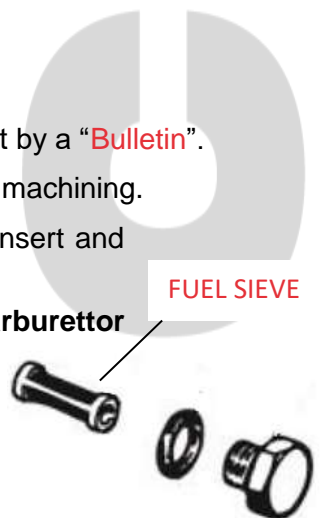 t by a “Bulletin”.
machining.
nsert and
FUEL SIEVE
rburettor